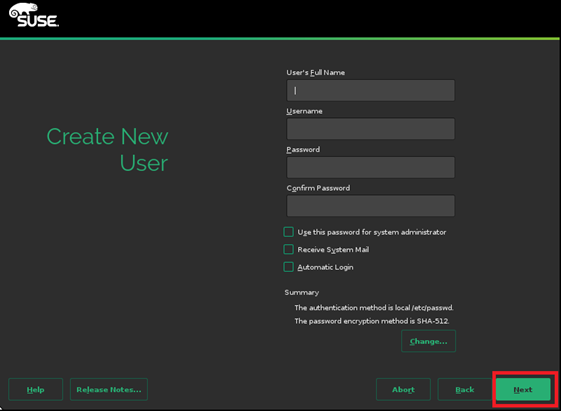 SUSE.
Create New
User
User's Full Name
Username
Password
Confirm Password
Use this password for system administrator
Receive System Mail
Automatic Login
Summary
The authentication method is local /etc/passwd.
The password encryption method is SHA-512.
Change...
Help
Release Notes...
Abort
Back
Next